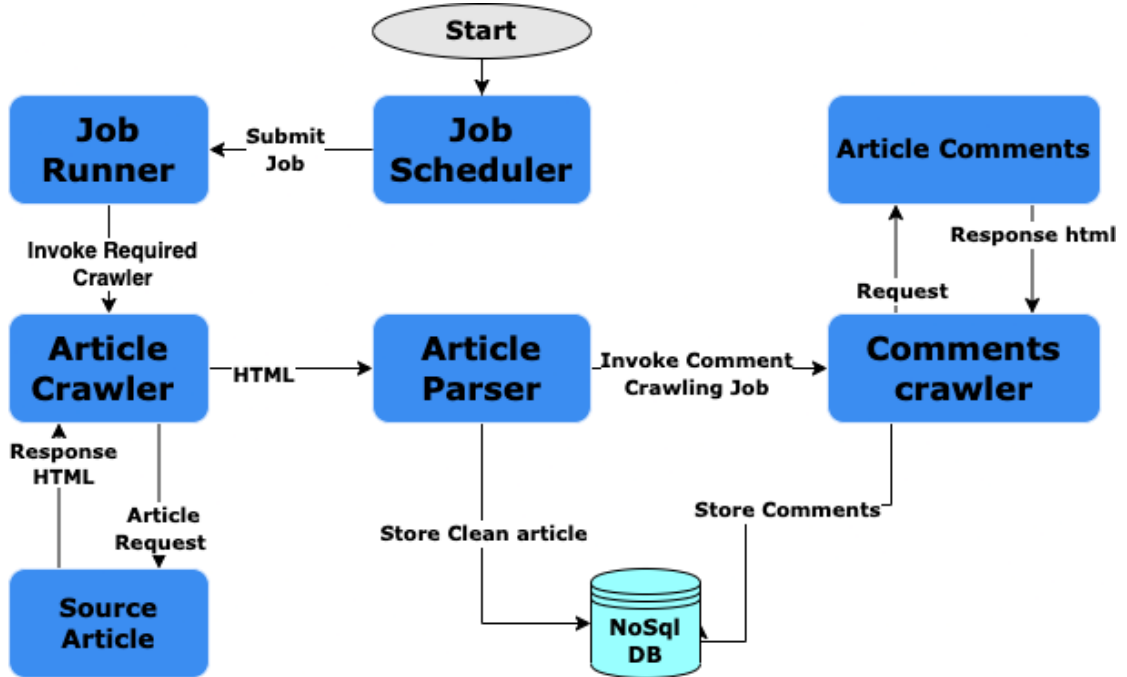 Start
Job
Runner
Submit
Job
Job
Scheduler
Article Comments
Invoke Required
Crawler
Response html
Request
Article
Crawler
HTML
Article
Parser
Invoke Comment
Crawling Job
Comments
crawler
Response
HTML
Article
Request
Store Clean article
Store Comments
Source
Article
NoSql
DB